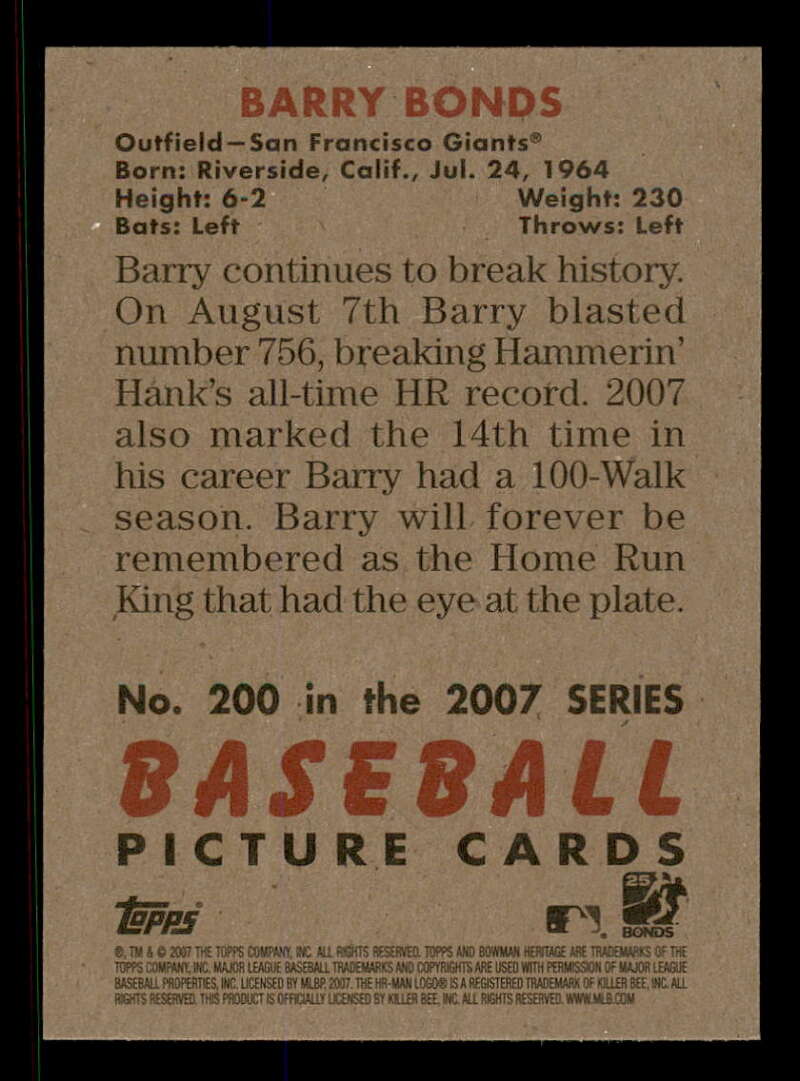 BARRY BONDS
Outfield—San Francisco Giants®
Born: Riverside, Calif., Jul. 24, 1964
Height: 6-2 Weight: 230
Bats: Left Throws: Left
Barry continues to break history.
On August 7th Barry blasted
number 756, breaking Hammerin'
Hank's all-time HR record. 2007
also marked the 14th time in
his career Barry had a 100-Walk
season. Barry will forever be
remembered as the Home Run
King that had the eye at the plate.
No. 200 in the 2007 SERIES
BASEBALL
PICTURE CARDS
topps
25
BONDS
®, TM & © 2007 THE TOPPS COMPANY, INC. ALL RIGHTS RESERVED. TOPPS AND BOWMAN HERITAGE ARE TRADEMARKS OF THE
TOPPS COMPANY, INC. MAJOR LEAGUE BASEBALL TRADEMARKS AND COPYRIGHTS ARE USED WITH PERMISSION OF MAJOR LEAGUE
BASEBALL PROPERTIES, INC. LICENSED BY MLBP, 2007. THE HR-MAN LOGO® IS A REGISTERED TRADEMARK OF KILLER BEE, INC. ALL
RIGHTS RESERVED. THIS PRODUCT IS OFFICIALLY LICENSED BY KILLER BEE, INC. ALL RIGHTS RESERVED. WWW.MLB.COM